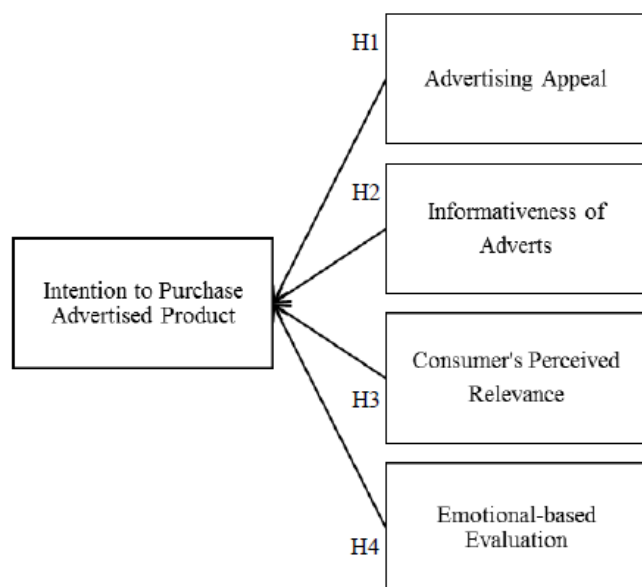 H1
Advertising Appeal
H2
Informativeness of
Adverts
Intention to Purchase
Advertised Product
Consumer's Perceived
Relevance
H3
Emotional-based
Evaluation
H4